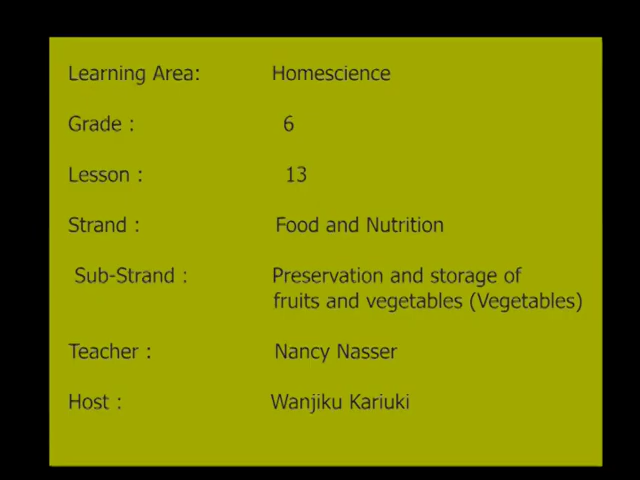 Learning Area: Homescience
Grade : 6
Lesson : 13
Strand : Food and Nutrition
Sub-Strand : Preservation and storage of
fruits and vegetables (Vegetables)
Teacher : Nancy Nasser
Host : Wanjiku Kariuki